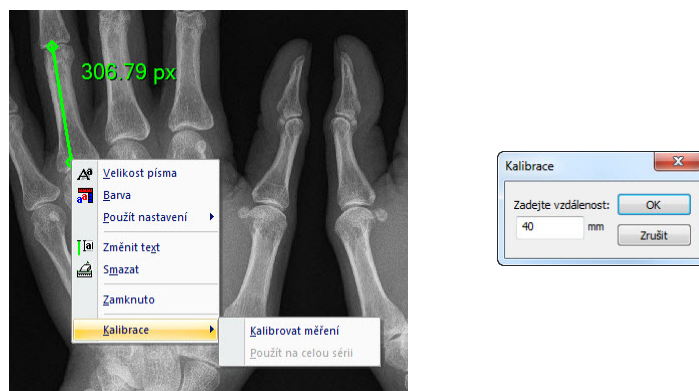 306.79 px
Velikost písma
Barva
Použít nastavení
Změnit text
Smazat
Zamknuto
Kalibrace
Kalibrovat měření
Použít na celou sérii
Kalibrace
Zadejte vzdálenost:
OK
40 mm
Zrušit